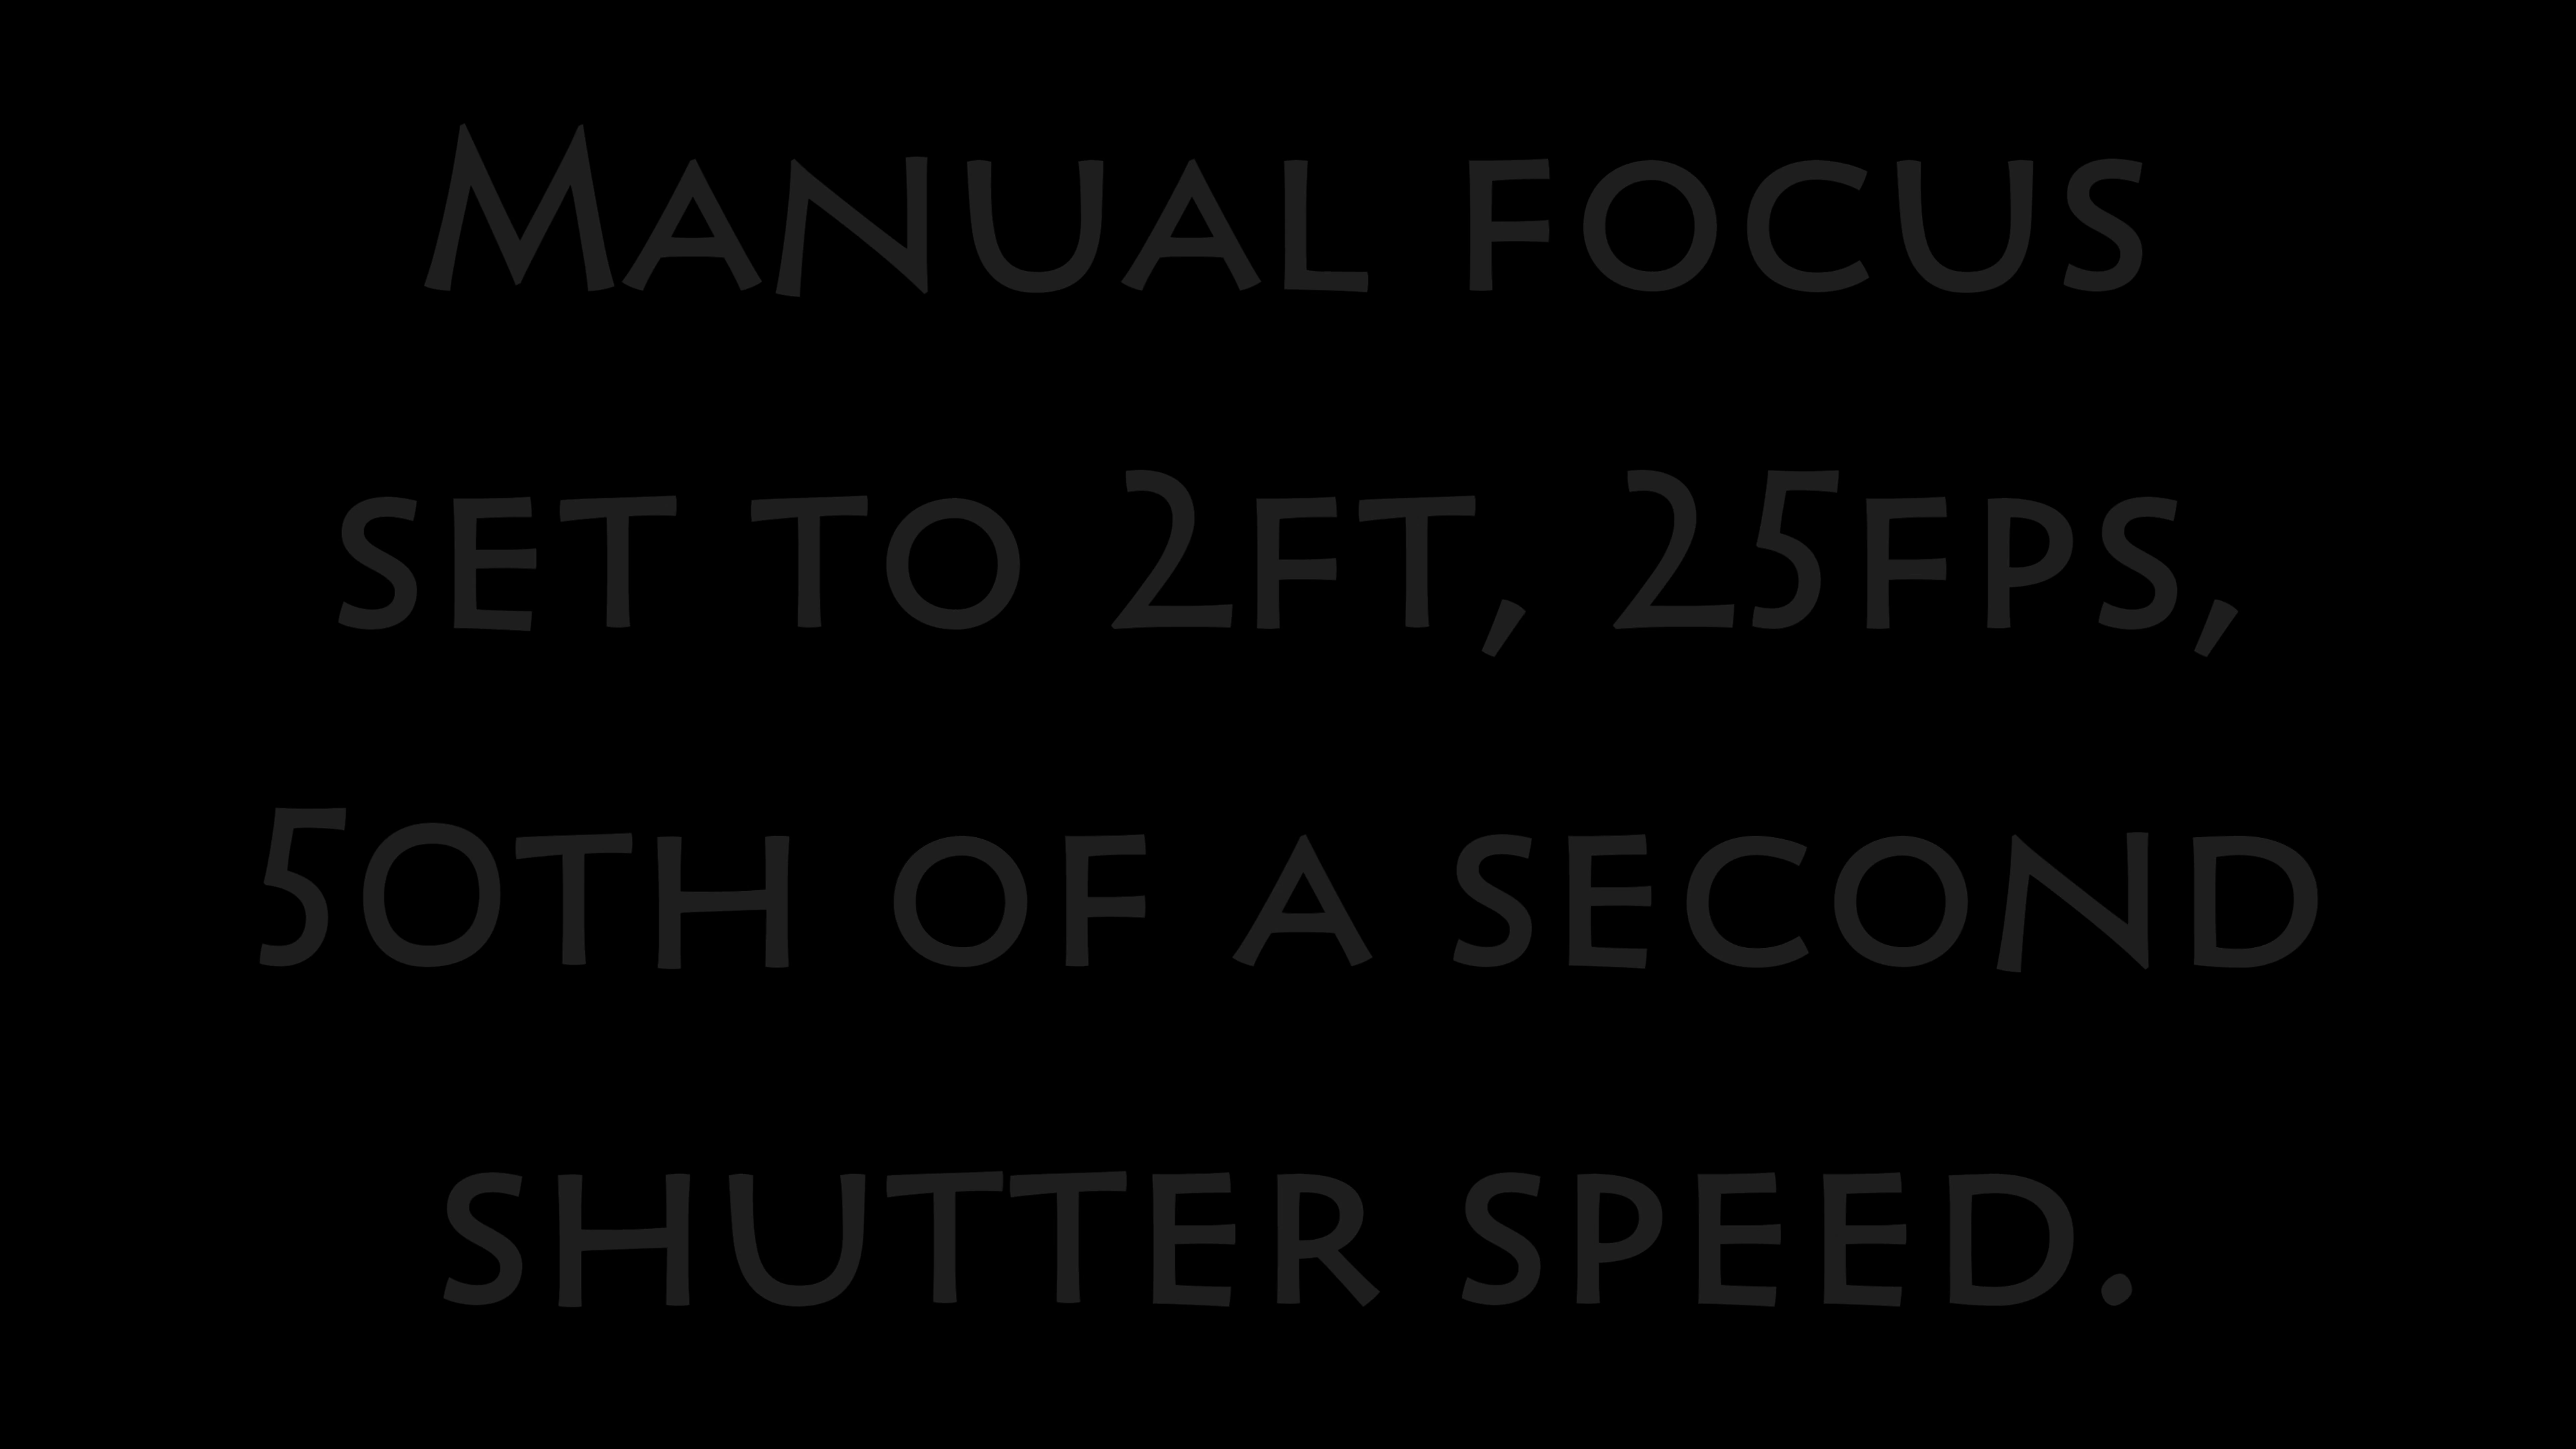 Manual focus
set to 2ft, 25fps,
50th of a second
shutter speed.